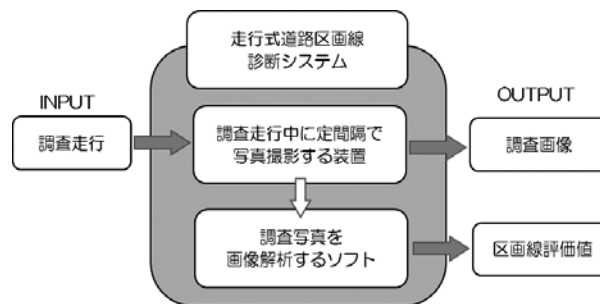 走行式道路区画線
診断システム
INPUT
調査走行
調査走行中に定間隔で
写真撮影する装置
OUTPUT
調査画像
調査写真を
画像解析するソフト
区画線評価値